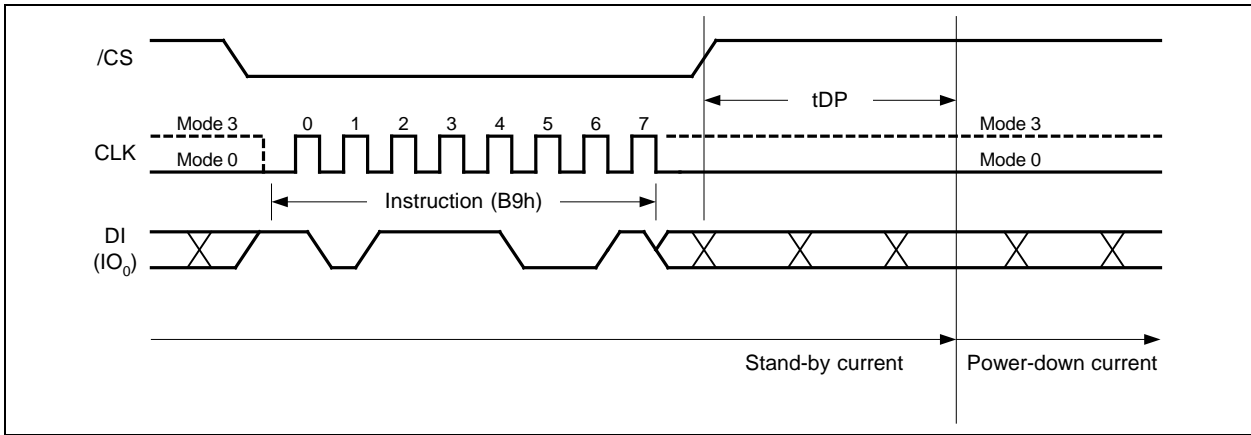 /CS
tDP
Mode 3 0 1 2 3 4 5 6 7 Mode 3
CLK
Mode 0 Mode 0
Instruction (B9h)
DI
(IO0)
Stand-by current Power-down current